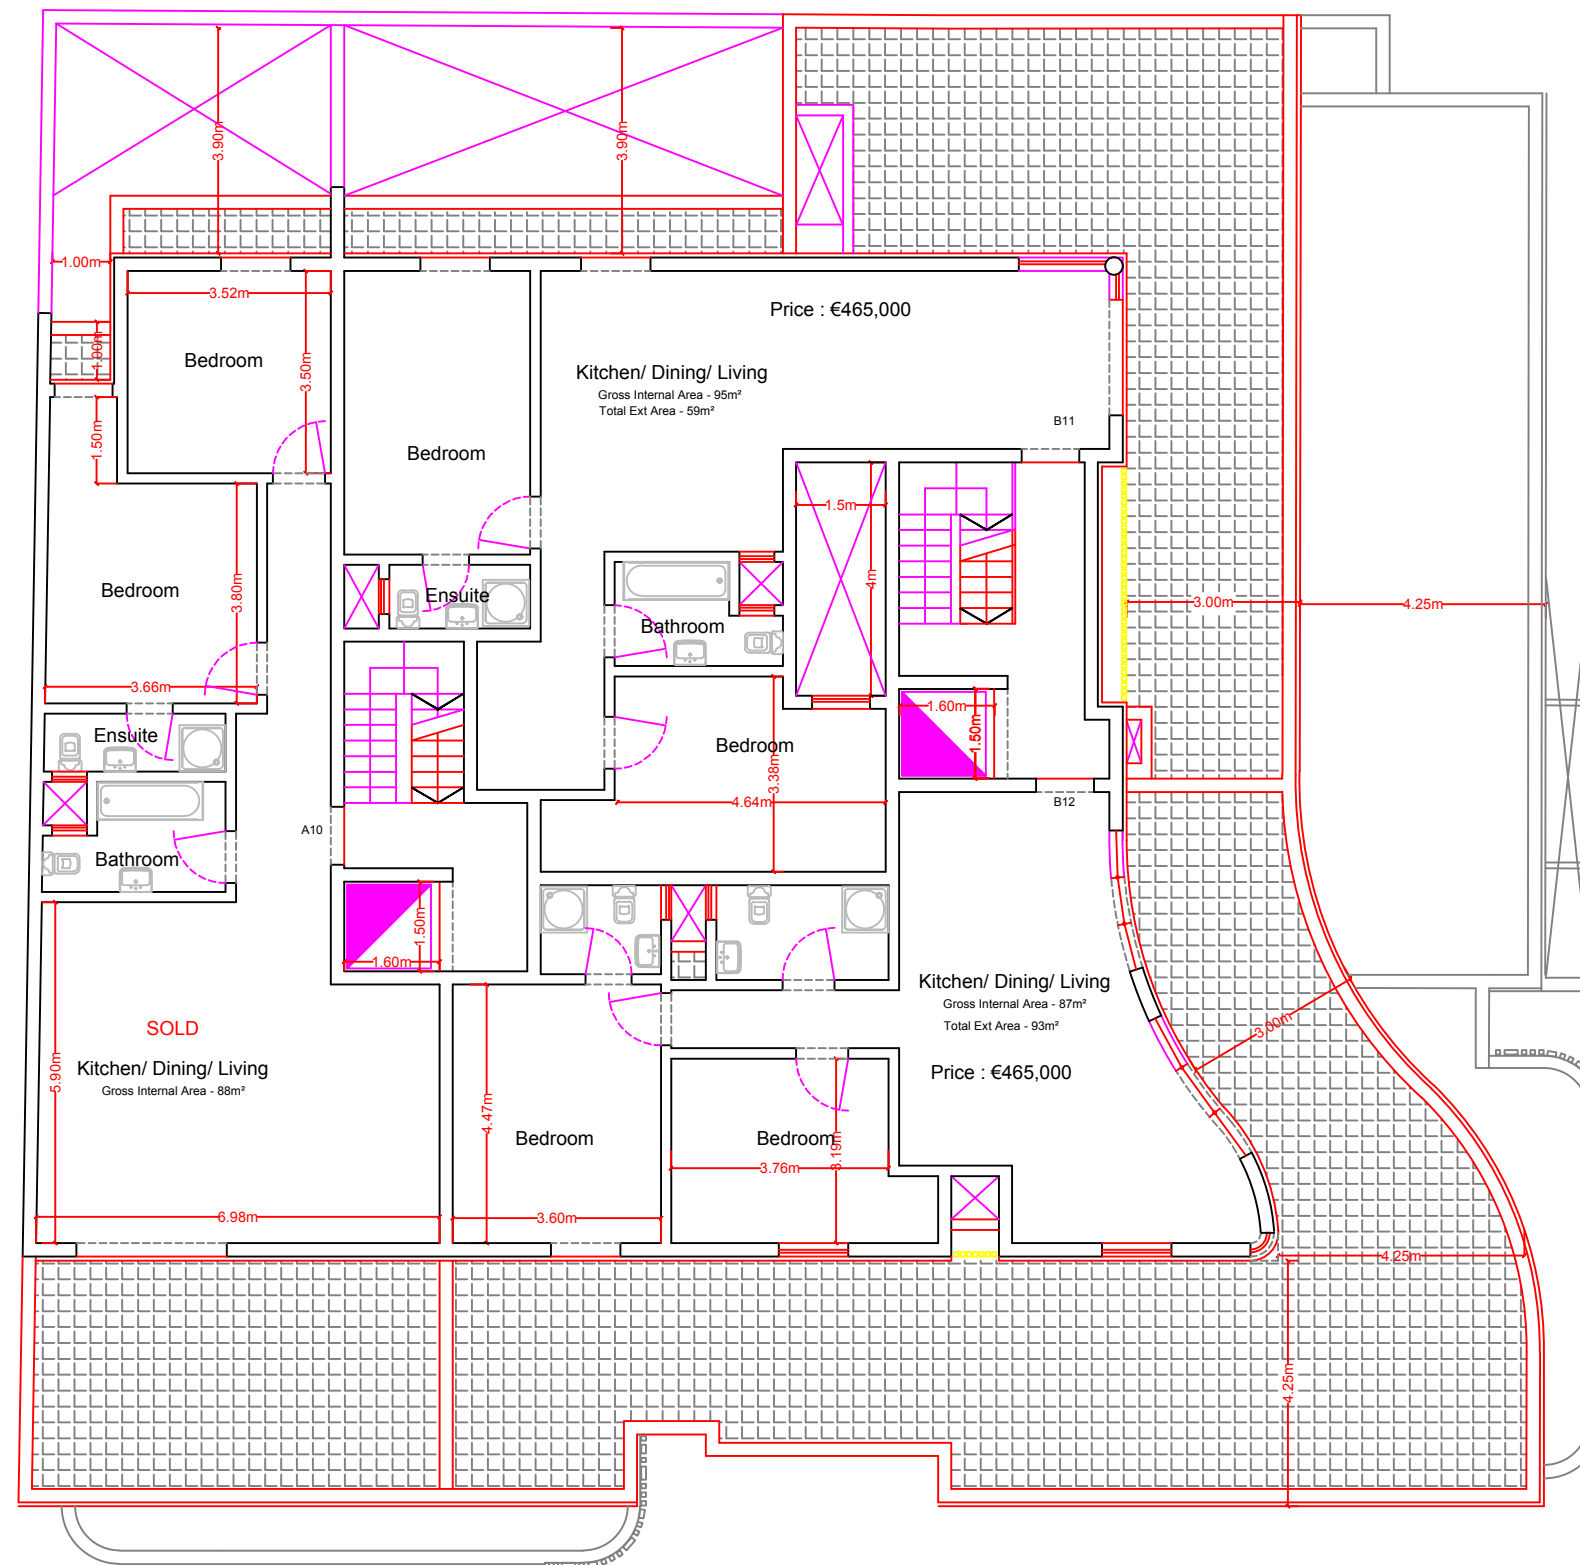 3.90m
3.90m
1.00m
3.52m
Price : €465,000
1.00m
Bedroom
3.50m
Kitchen/ Dining/ Living
Gross Internal Area - 95m²
Total Ext Area - 59m²
B11
1.50m
Bedroom
1.5m
4m
Bedroom
3.80m
Ensuite
Bathroom
3.00m
4.25m
3.66m
1.60m
1.50m
Ensuite
Bedroom
3.38m
4.64m
B12
A10
Bathroom
1.50m
1.60m
Kitchen/ Dining/ Living
Gross Internal Area - 87m²
Total Ext Area - 93m²
3.00m
SOLD
Kitchen/ Dining/ Living
Gross Internal Area - 88m²
5.90m
Price : €465,000
4.47m
Bedroom
Bedroom
3.19m
3.76m
6.98m
3.60m
4.25m
4.25m